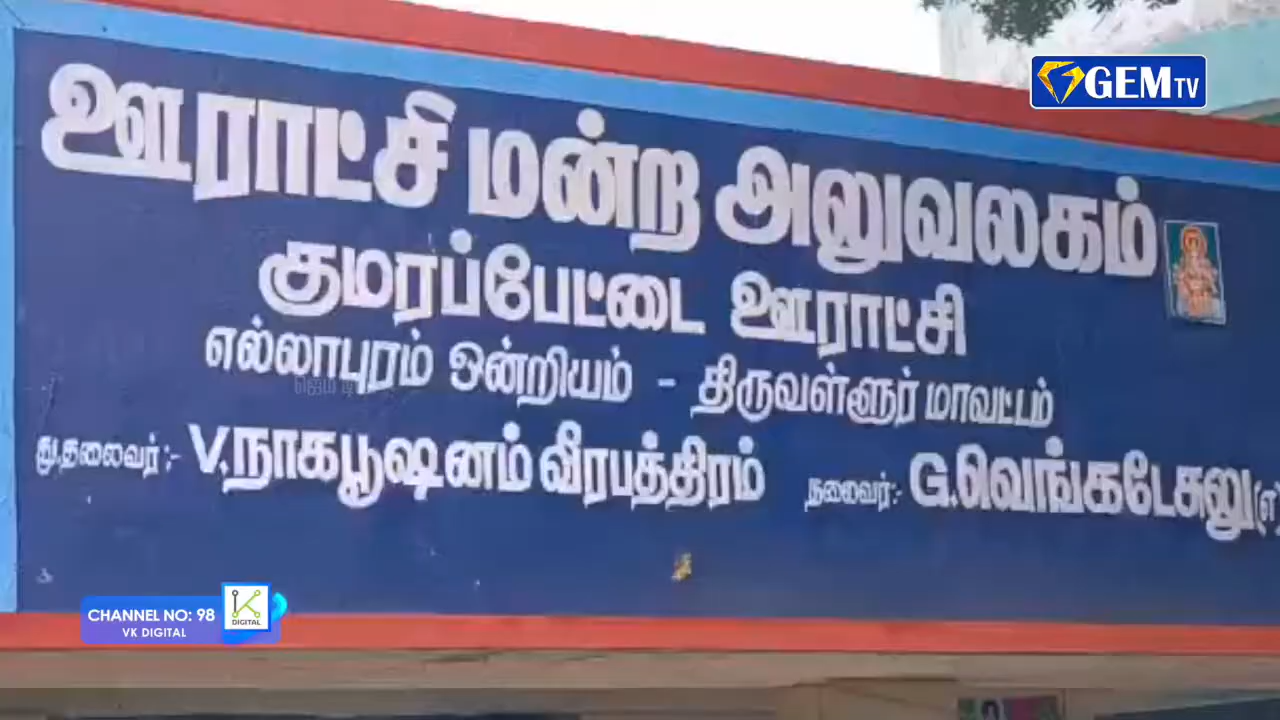 GEM TV
ஊராட்சி மன்ற அலுவலகம்
குமரப்பேட்டை ஊராட்சி
எல்லாபுரம் ஒன்றியம் - திருவள்ளூர் மாவட்டம்
து.தலைவர்:- V.நாகபூஷனம் வீரபத்திரம் தலைவர்:- G.வெங்கடேசுலு(எ)
CHANNEL NO: 98
VK DIGITAL
K DIGITAL